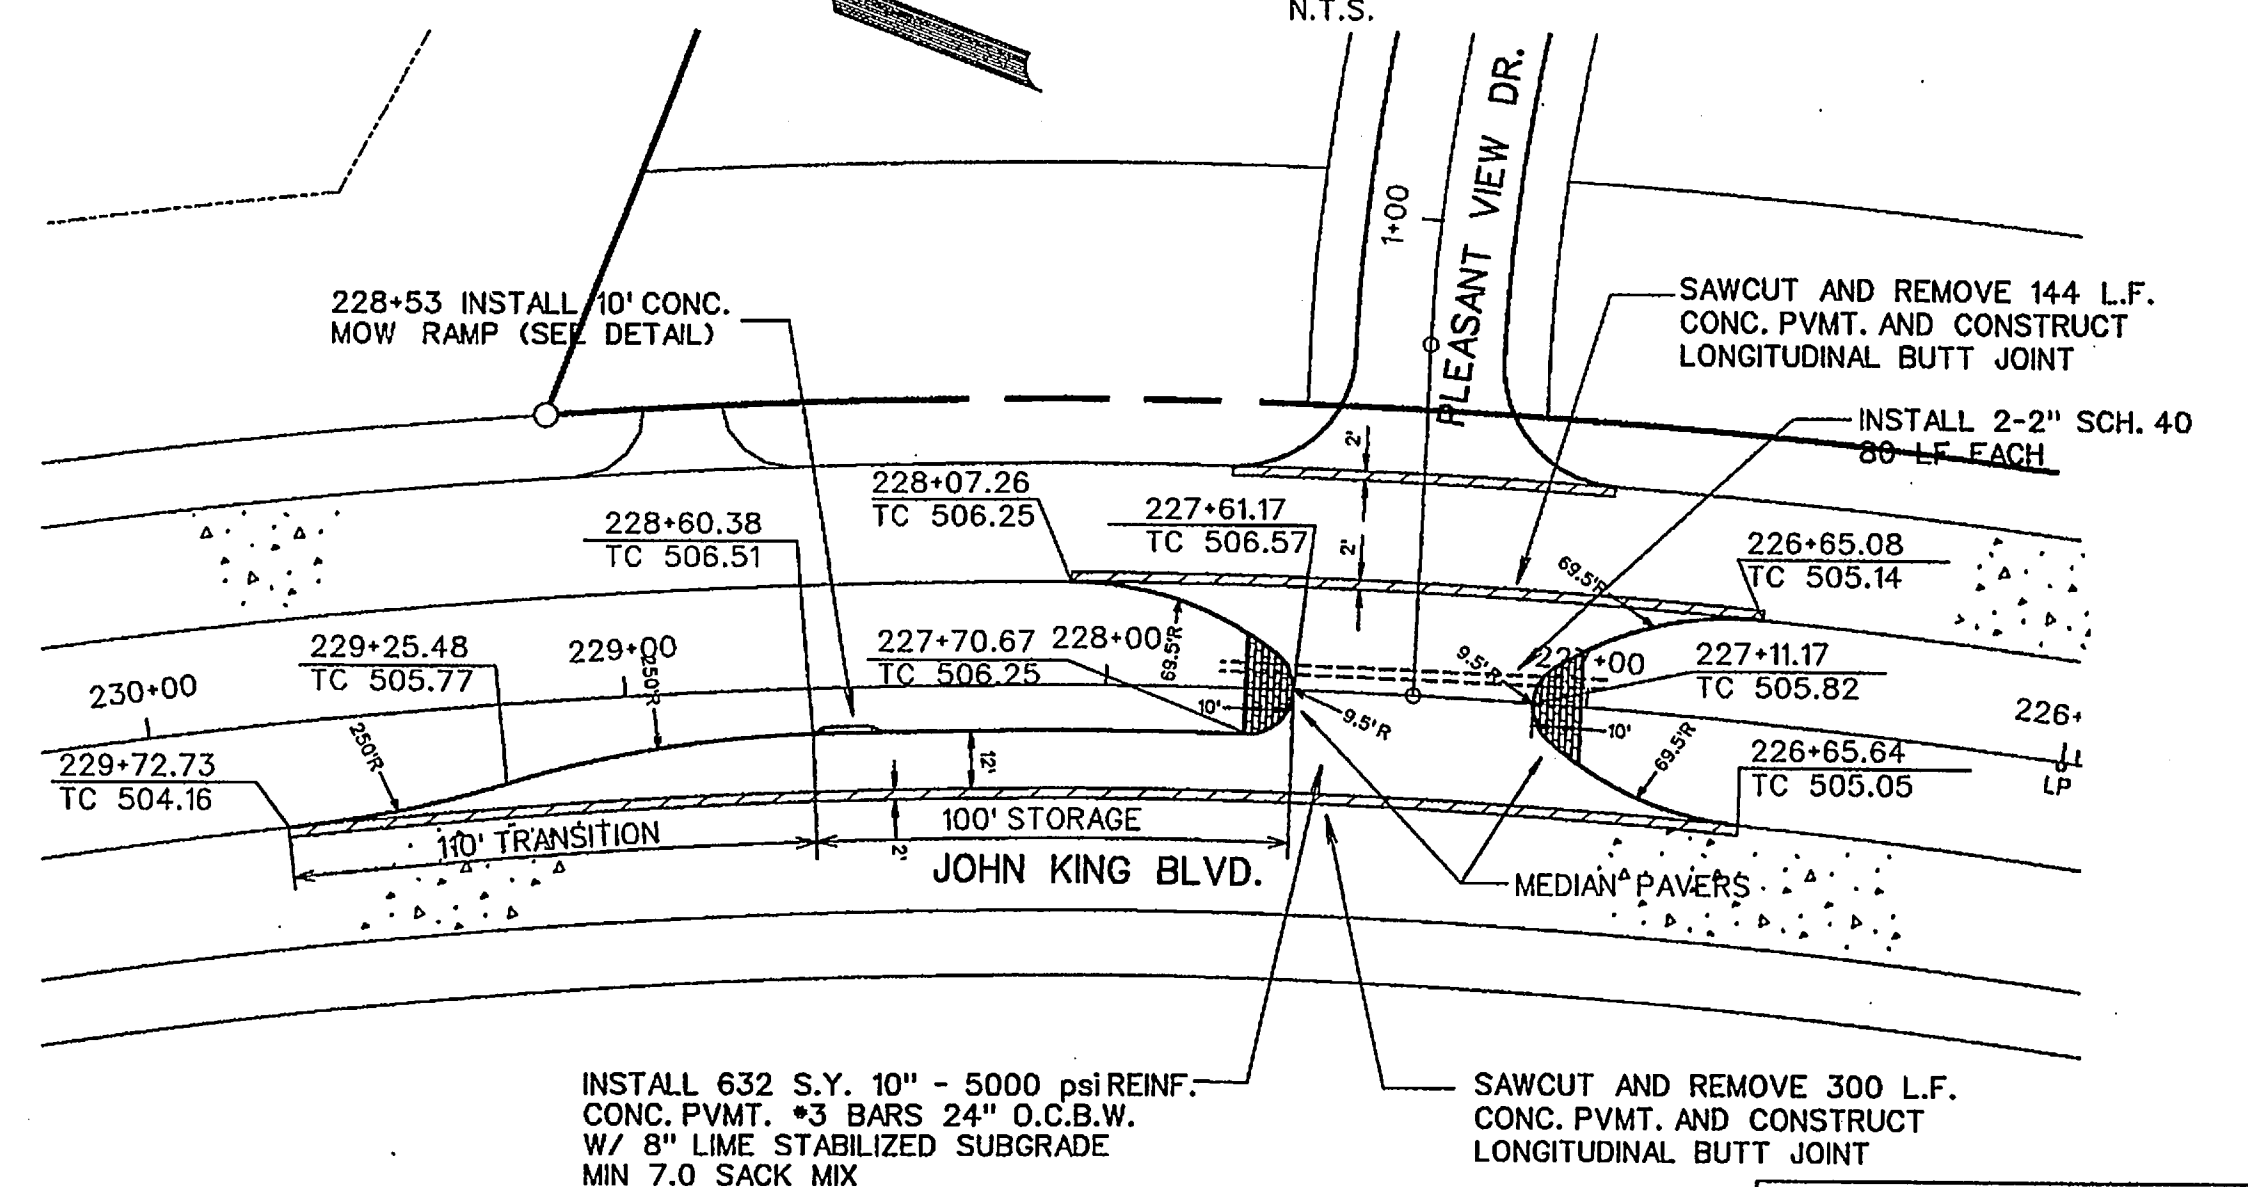 N.T.S.
PLEASANT VIEW DR.
1+00
228+53 INSTALL 10' CONC.
MOW RAMP (SEE DETAIL)
SAWCUT AND REMOVE 144 L.F.
CONC. PVMT. AND CONSTRUCT
LONGITUDINAL BUTT JOINT
INSTALL 2-2" SCH. 40
80 LF EACH
2'
228+07.26
TC 506.25
227+61.17
TC 506.57
228+60.38
TC 506.51
2'
226+65.08
TC 505.14
69.5'R
229+25.48
TC 505.77
229+00
250'R
227+70.67
TC 506.25
228+00
69.5'R
9.5'R
227+00
227+11.17
TC 505.82
230+00
226+
10'
9.5'R
10'
69.5'R
250'R
229+72.73
TC 504.16
12'
226+65.64
TC 505.05
LP
110' TRANSITION
100' STORAGE
2'
JOHN KING BLVD.
MEDIAN PAVERS
INSTALL 632 S.Y. 10" - 5000 psi REINF.
CONC. PVMT. #3 BARS 24" O.C.B.W.
W/ 8" LIME STABILIZED SUBGRADE
MIN 7.0 SACK MIX
SAWCUT AND REMOVE 300 L.F.
CONC. PVMT. AND CONSTRUCT
LONGITUDINAL BUTT JOINT